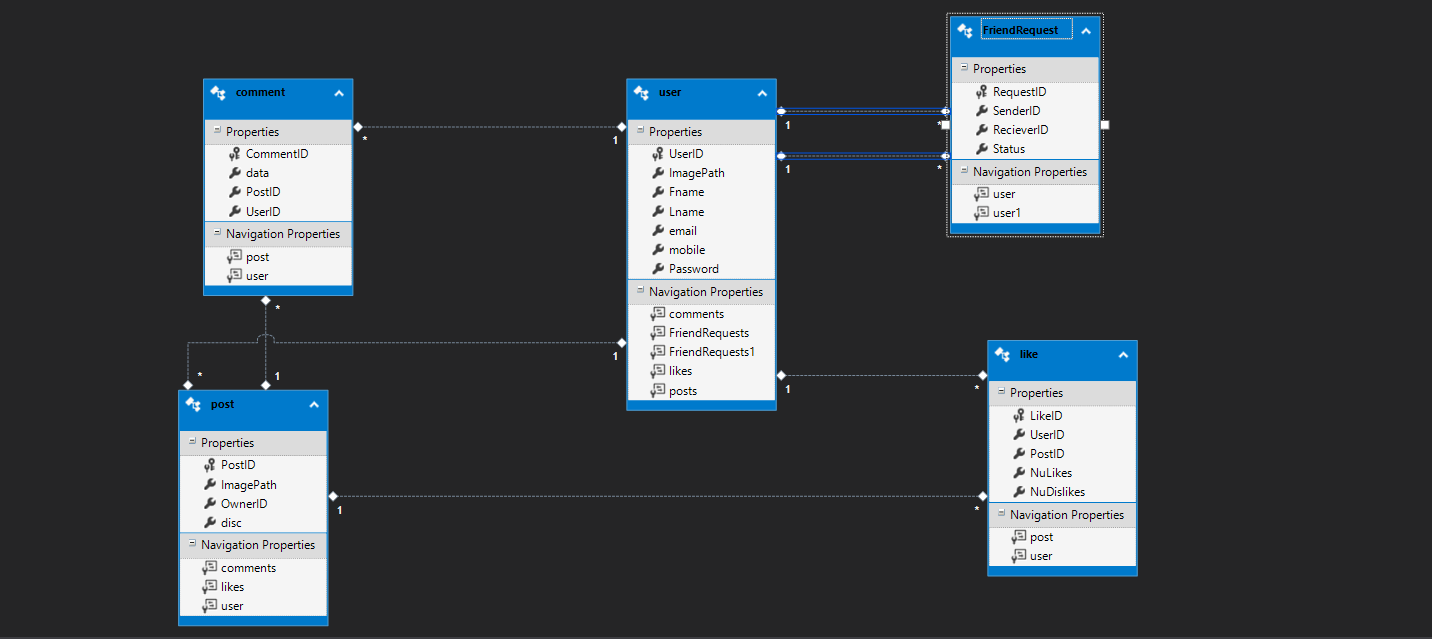 comment
Properties
CommentID
data
PostID
UserID
Navigation Properties
post
user
*
1
user
Properties
UserID
ImagePath
Fname
Lname
email
mobile
Password
Navigation Properties
comments
FriendRequests
FriendRequests1
likes
posts
1
*
1
*
FriendRequest
Properties
RequestID
SenderID
RecieverID
Status
Navigation Properties
user
user1
*
1
*
1
post
Properties
PostID
ImagePath
OwnerID
disc
Navigation Properties
comments
likes
user
1
*
1
*
like
Properties
LikeID
UserID
PostID
NuLikes
NuDislikes
Navigation Properties
post
user